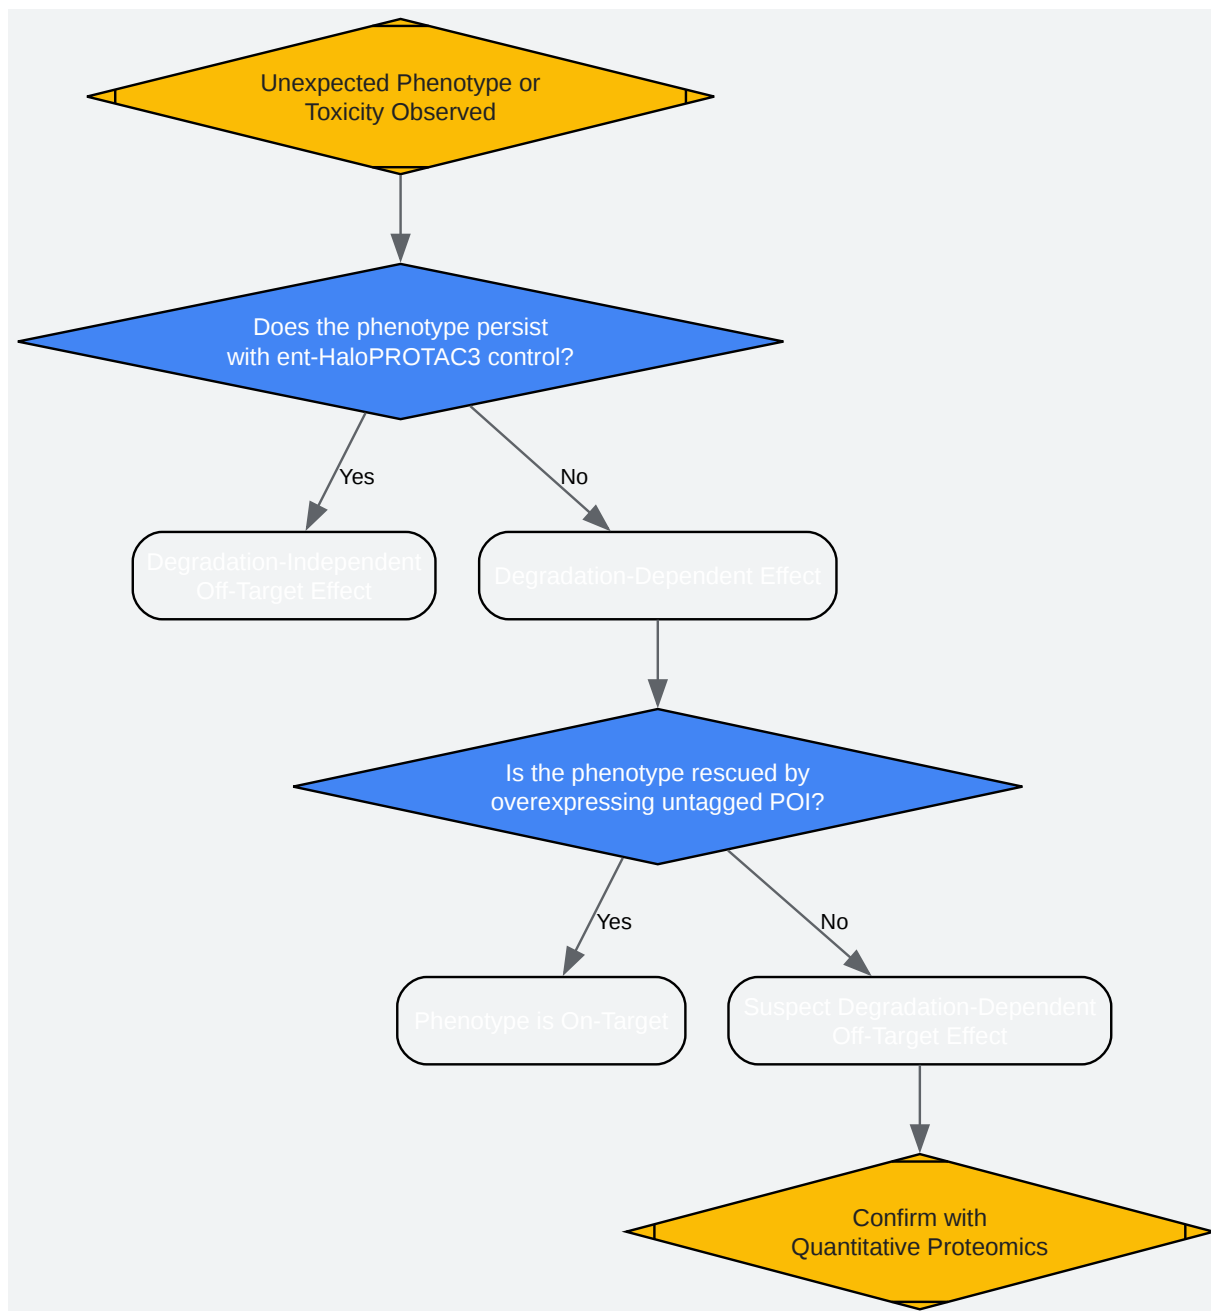 Unexpected Phenotype or
Toxicity Observed
Does the phenotype persist
with ent-HaloPROTAC3 control?
Yes
No
Degradation-Independent
Off-Target Effect
Degradation-Dependent Effect
Is the phenotype rescued by
overexpressing untagged POI?
Yes
No
Phenotype is On-Target
Suspect Degradation-Dependent
Off-Target Effect
Confirm with
Quantitative Proteomics